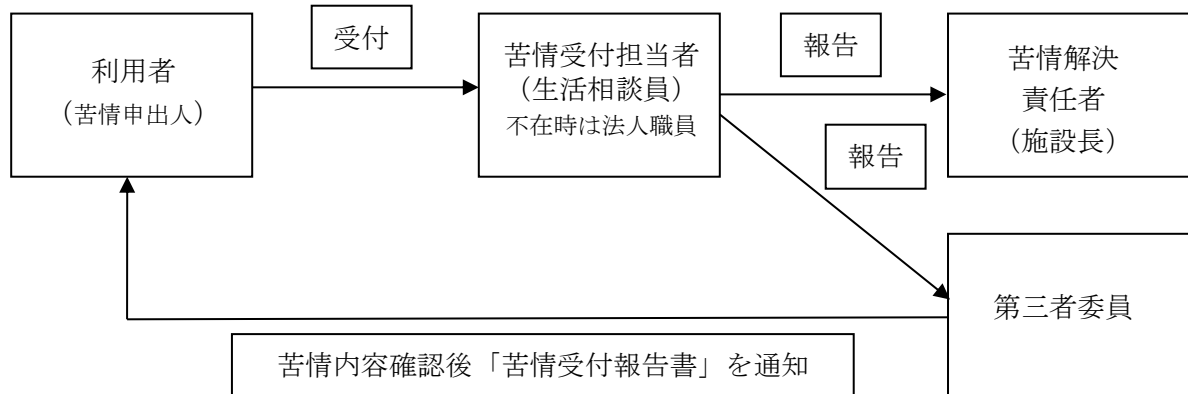 利用者
(苦情申出人)
受付
苦情受付担当者
(生活相談員)
不在時は法人職員
報告
苦情解決
責任者
(施設長)
報告
第三者委員
苦情内容確認後「苦情受付報告書」を通知